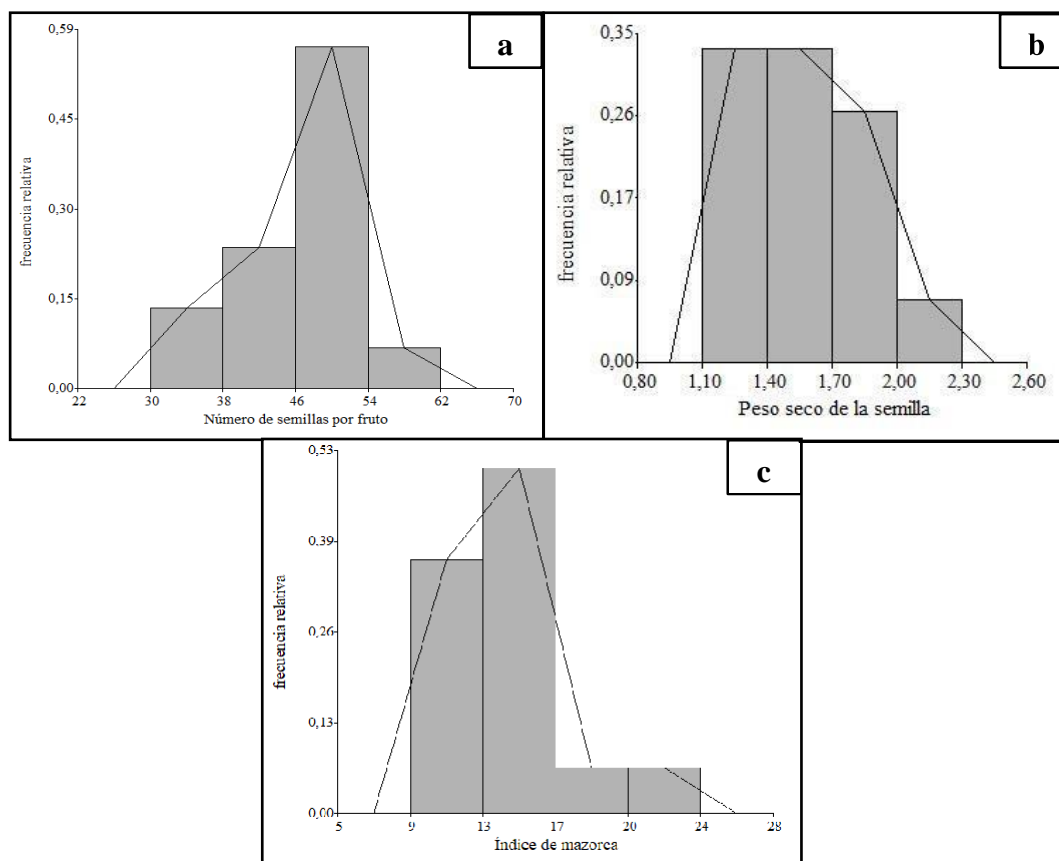 a
0,59
0,45
0,30
0,15
0,00
frecuencia relativa
22 30 38 46 54 62 70
Número de semillas por fruto
b
0,35
0,26
0,17
0,09
0,00
frecuencia relativa
0,80 1,10 1,40 1,70 2,00 2,30 2,60
Peso seco de la semilla
c
0,53
0,39
0,26
0,13
0,00
frecuencia relativa
5 9 13 17 20 24 28
Índice de mazorca